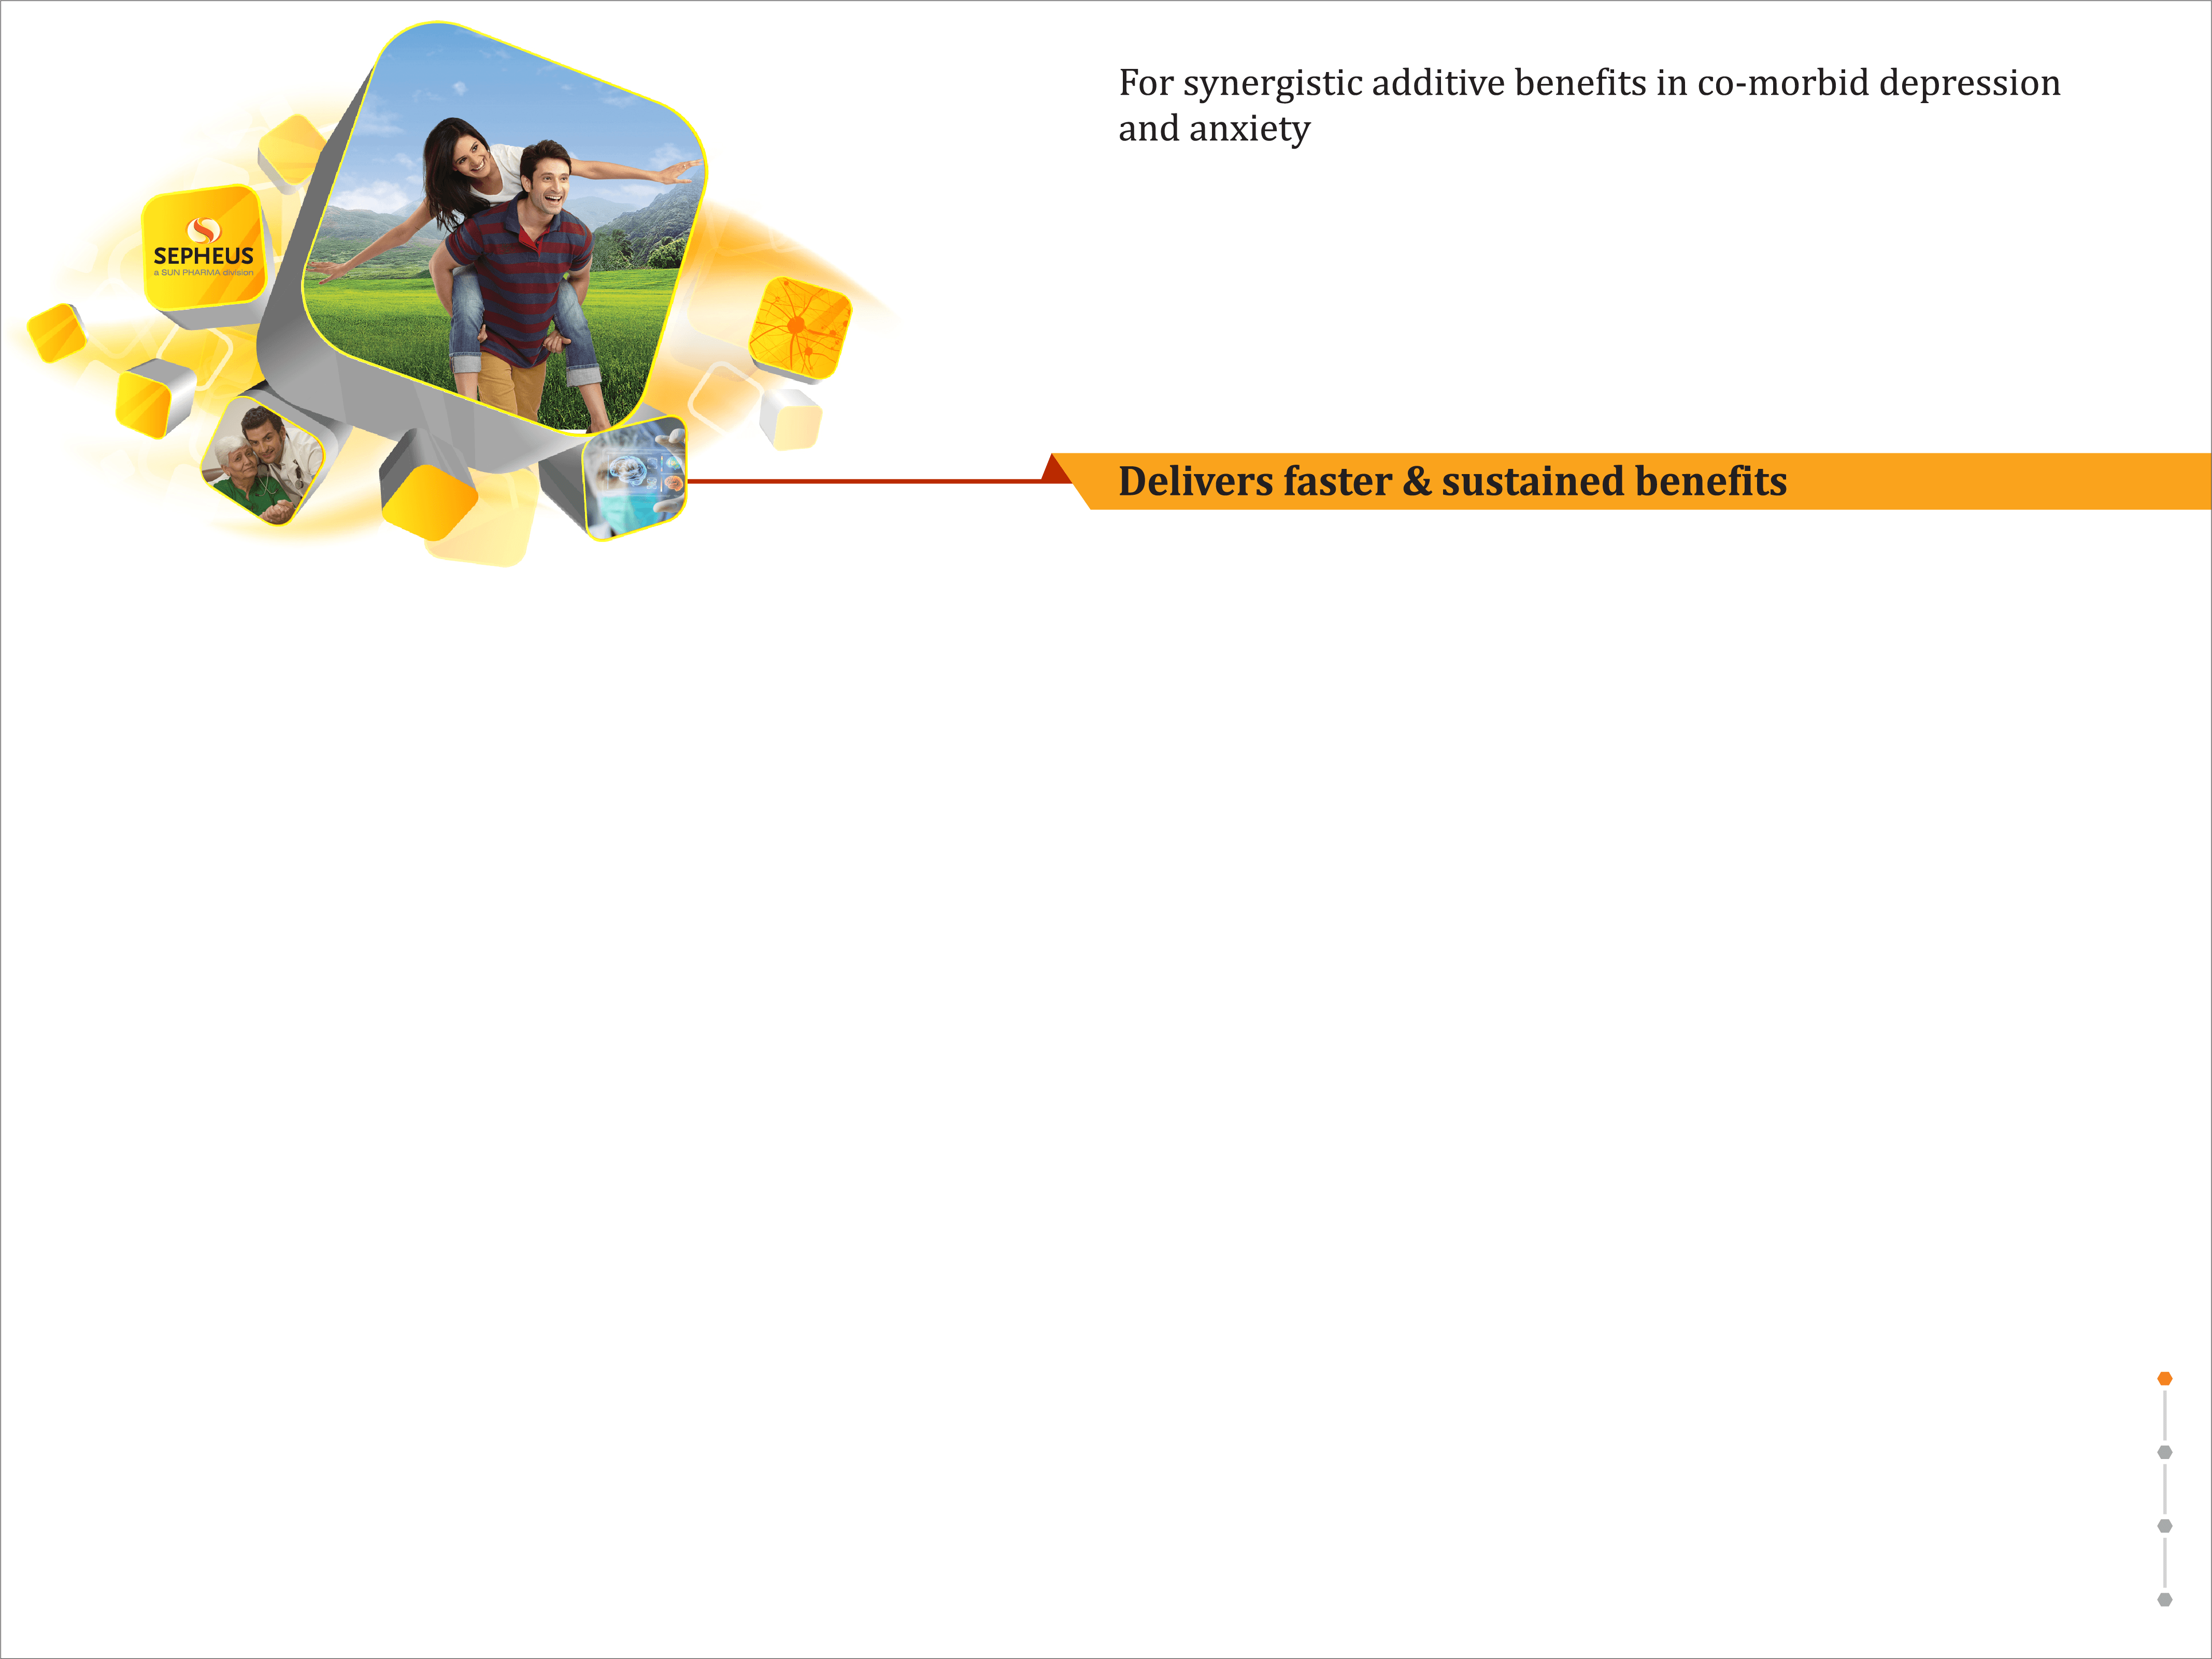 For synergistic additive benefits in co-morbid depression
and anxiety
SEPHEUS
a SUN PHARMA division
Delivers faster & sustained benefits